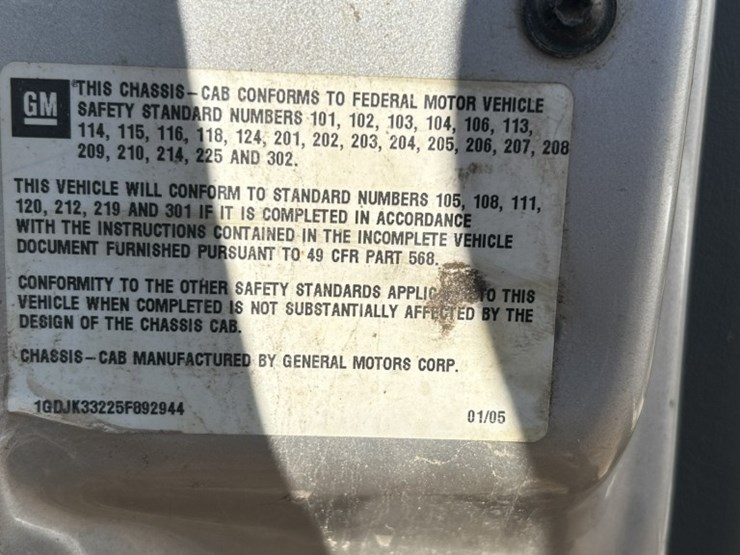 GM
"THIS CHASSIS-CAB CONFORMS TO FEDERAL MOTOR VEHICLE
SAFETY STANDARD NUMBERS 101, 102, 103, 104, 106, 113,
114, 115, 116, 118, 124, 201, 202, 203, 204, 205, 206, 207, 208
209, 210, 214, 225 AND 302.
THIS VEHICLE WILL CONFORM TO STANDARD NUMBERS 105, 108, 111,
120, 212, 219 AND 301 IF IT IS COMPLETED IN ACCORDANCE
WITH THE INSTRUCTIONS CONTAINED IN THE INCOMPLETE VEHICLE
DOCUMENT FURNISHED PURSUANT TO 49 CFR PART 568.
CONFORMITY TO THE OTHER SAFETY STANDARDS TO THIS
VEHICLE WHEN COMPLETED IS NOT SUBSTANTIALLY AFFECTED BY THE
DESIGN OF THE CHASSIS CAB.
CHASSIS-CAB MANUFACTURED BY GENERAL MOTORS CORP.
1GDJK33225F892944
01/05